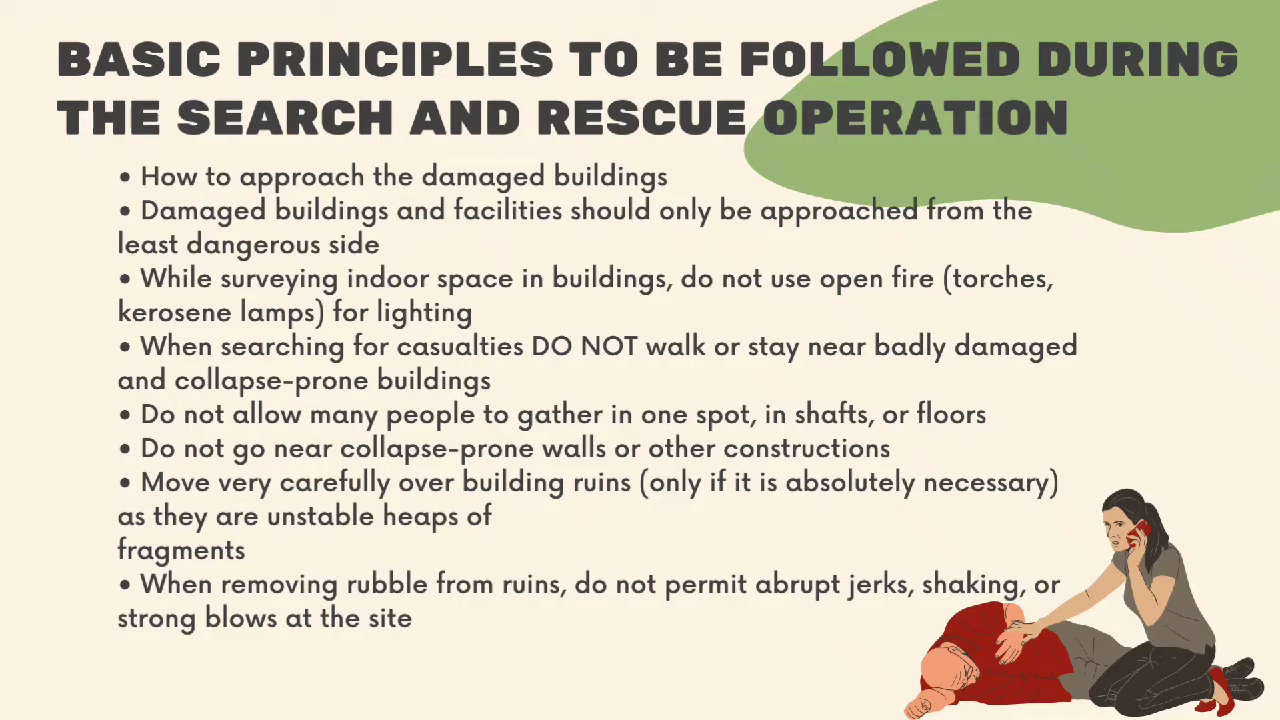 BASIC PRINCIPLES TO BE FOLLOWED DURING
THE SEARCH AND RESCUE OPERATION
• How to approach the damaged buildings
• Damaged buildings and facilities should only be approached from the
least dangerous side
• While surveying indoor space in buildings, do not use open fire (torches,
kerosene lamps) for lighting
• When searching for casualties DO NOT walk or stay near badly damaged
and collapse-prone buildings
• Do not allow many people to gather in one spot, in shafts, or floors
• Do not go near collapse-prone walls or other constructions
• Move very carefully over building ruins (only if it is absolutely necessary)
as they are unstable heaps of
fragments
• When removing rubble from ruins, do not permit abrupt jerks, shaking, or
strong blows at the site